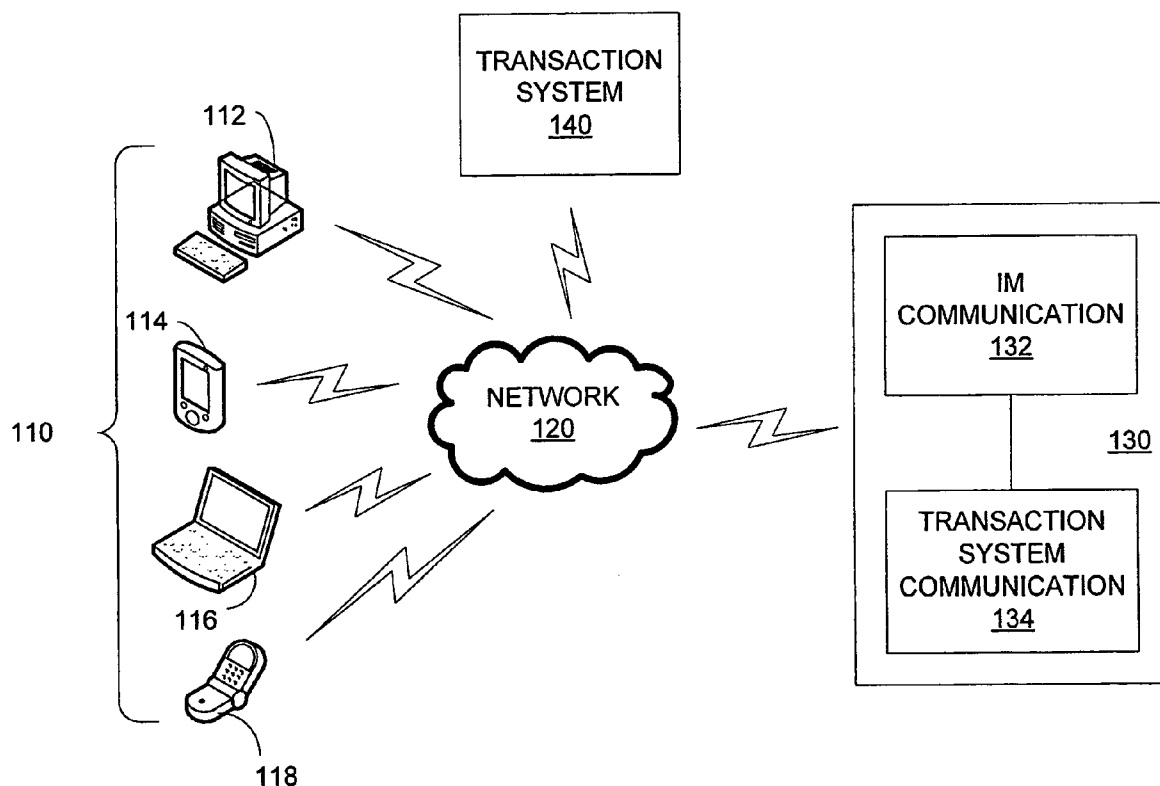 TRANSACTION
SYSTEM
140
112
114
110
116
118
NETWORK
120
IM
COMMUNICATION
132
130
TRANSACTION
SYSTEM
COMMUNICATION
134